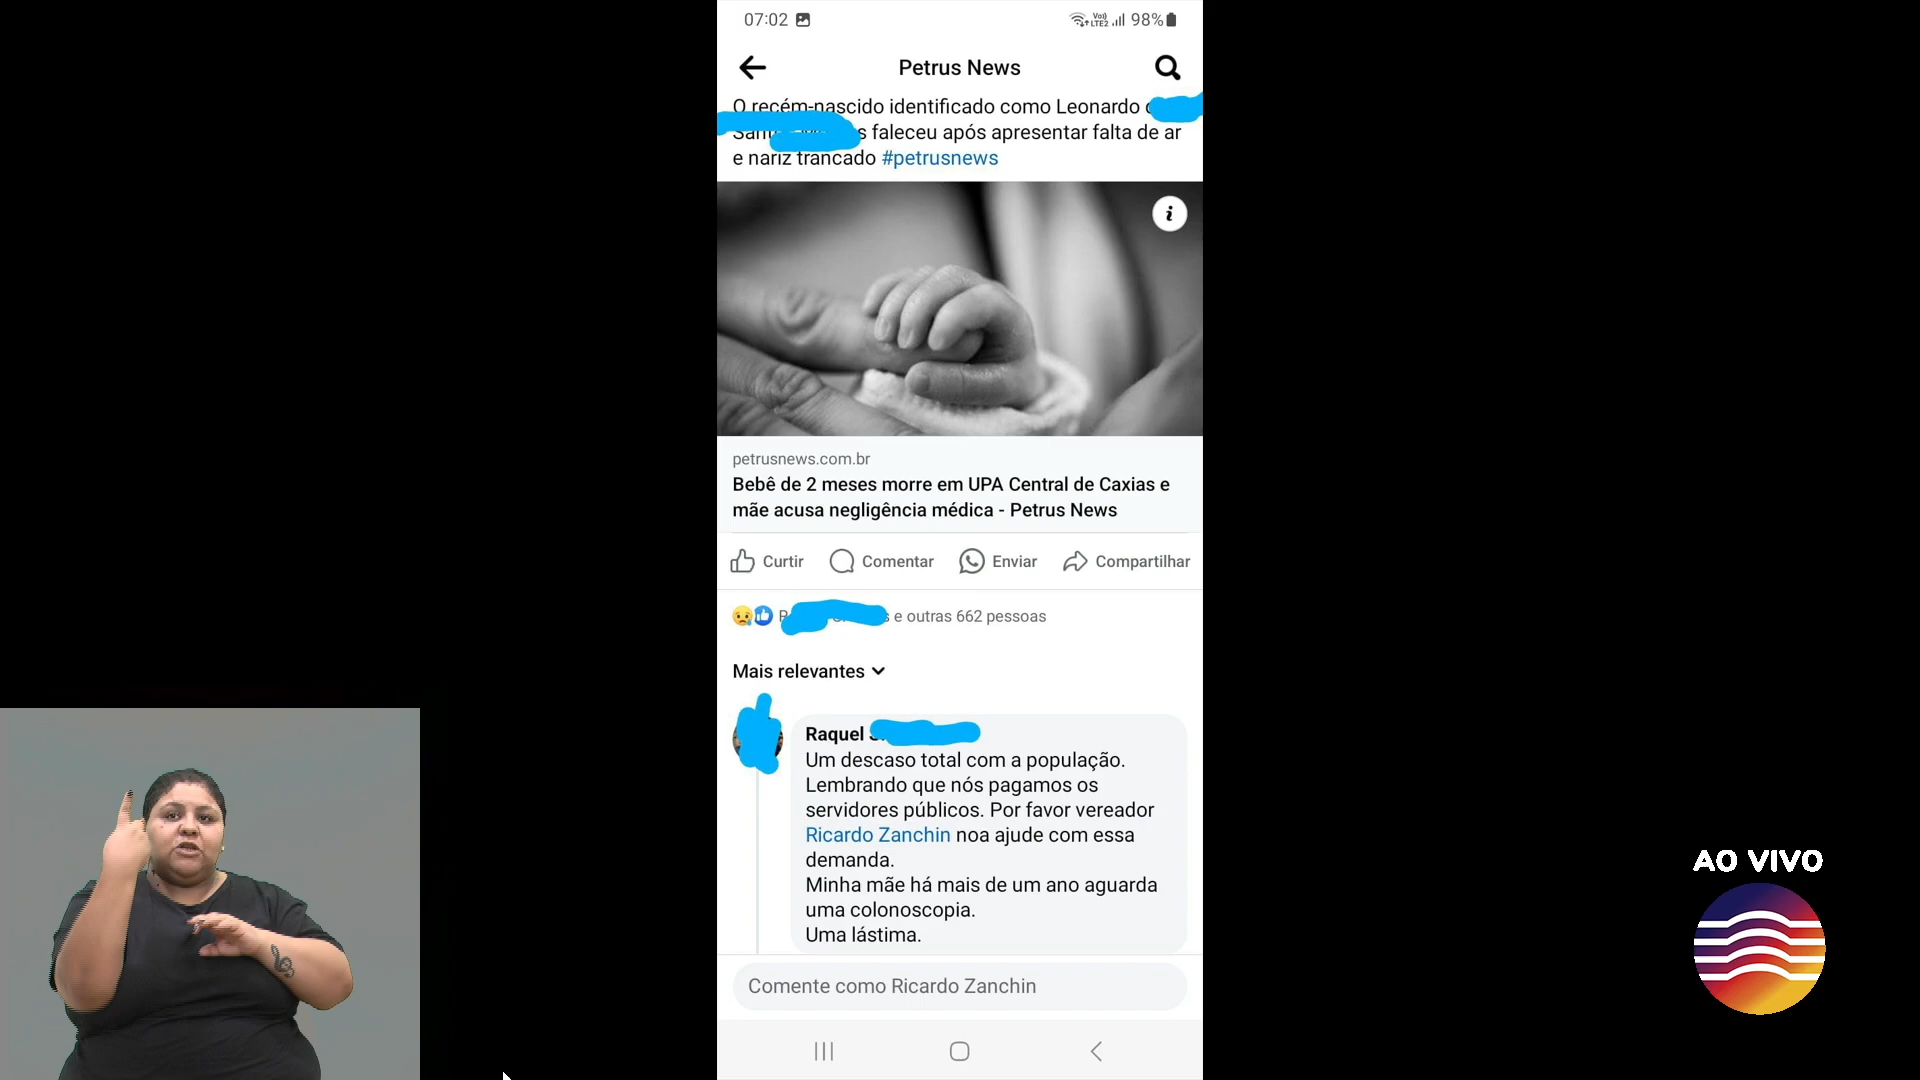 07:02
Vo))
LTE2
98%
Petrus News
O recém-nascido identificado como Leonardo
faleceu após apresentar falta de ar
e nariz trancado #petrusnews
petrusnews.com.br
Bebê de 2 meses morre em UPA Central de Caxias e
mãe acusa negligência médica - Petrus News
Curtir
Comentar
Enviar
Compartilhar
e outras 662 pessoas
Mais relevantes
Raquel
Um descaso total com a população.
Lembrando que nós pagamos os
servidores públicos. Por favor vereador
Ricardo Zanchin noa ajude com essa
demanda.
Minha mãe há mais de um ano aguarda
uma colonoscopia.
Uma lástima.
Comente como Ricardo Zanchin
AO VIVO